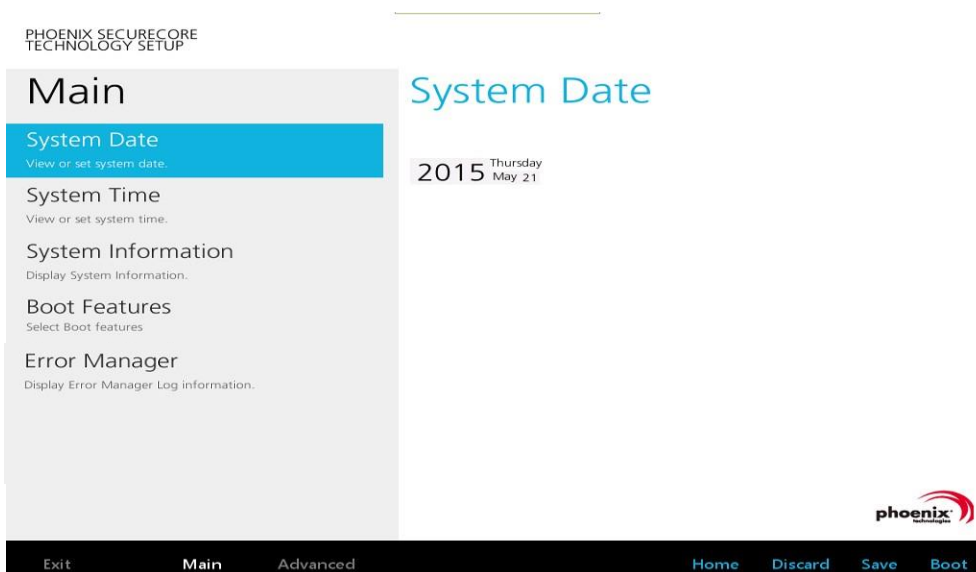 PHOENIX SECURECORE
TECHNOLOGY SETUP
Main
System Date
View or set system date.
System Time
View or set system time.
System Information
Display System Information.
Boot Features
Select Boot features
Error Manager
Display Error Manager Log information.
System Date
2015 Thursday
May 21
phoenix
technologies
Exit Main Advanced Home Discard Save Boot